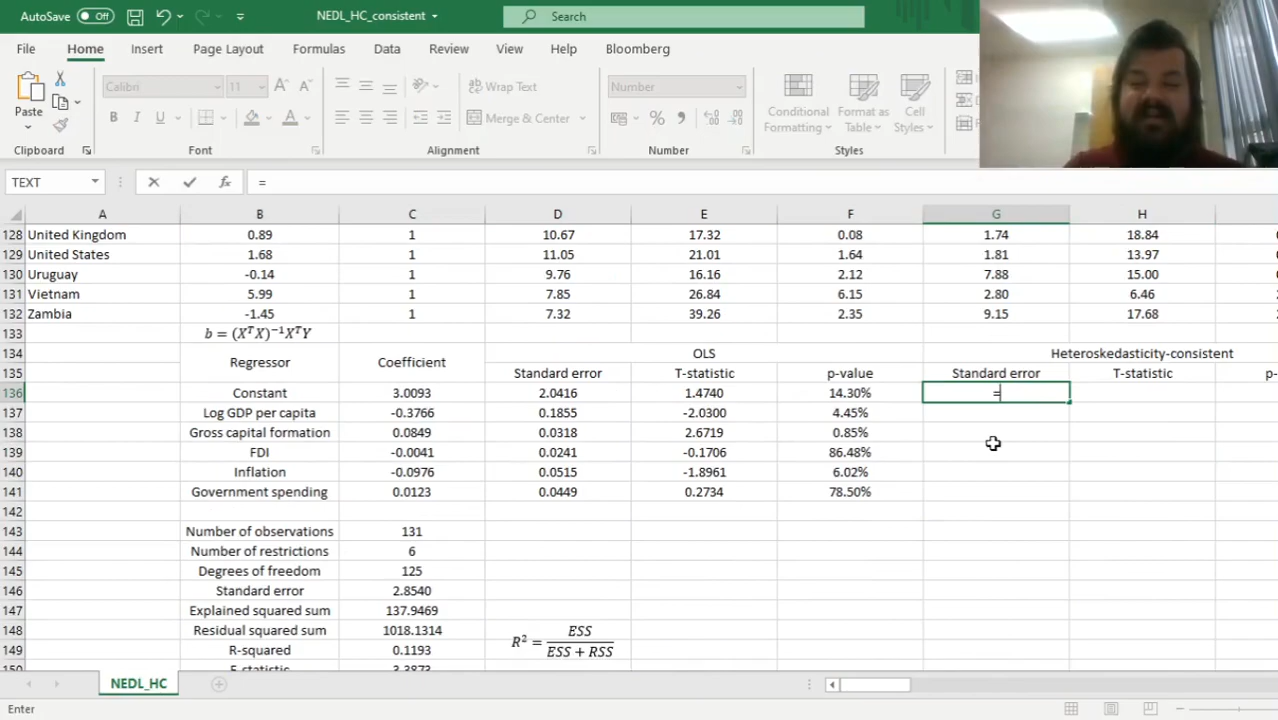 AutoSave Off NEDL_HC_consistent Search
File Home Insert Page Layout Formulas Data Review View Help Bloomberg
Calibri 11 Wrap Text Number
Paste B I U Merge & Center Conditional Formatting Format as Table Cell Styles
Clipboard Font Alignment Number Styles
TEXT =
A B C D E F G H
128 United Kingdom 0.89 1 10.67 17.32 0.08 1.74 18.84
129 United States 1.68 1 11.05 21.01 1.64 1.81 13.97
130 Uruguay -0.14 1 9.76 16.16 2.12 7.88 15.00
131 Vietnam 5.99 1 7.85 26.84 6.15 2.80 6.46
132 Zambia -1.45 1 7.32 39.26 2.35 9.15 17.68
133 b = (XᵀX)⁻¹XᵀY
134 Regressor Coefficient OLS Heteroskedasticity-consistent
135 Standard error T-statistic p-value Standard error T-statistic p-
136 Constant 3.0093 2.0416 1.4740 14.30% =
137 Log GDP per capita -0.3766 0.1855 -2.0300 4.45%
138 Gross capital formation 0.0849 0.0318 2.6719 0.85%
139 FDI -0.0041 0.0241 -0.1706 86.48%
140 Inflation -0.0976 0.0515 -1.8961 6.02%
141 Government spending 0.0123 0.0449 0.2734 78.50%
142
143 Number of observations 131
144 Number of restrictions 6
145 Degrees of freedom 125
146 Standard error 2.8540
147 Explained squared sum 137.9469
148 Residual squared sum 1018.1314 R² = ESS / ESS + RSS
149 R-squared 0.1193
150 F-statistic 3.3873
NEDL_HC
Enter